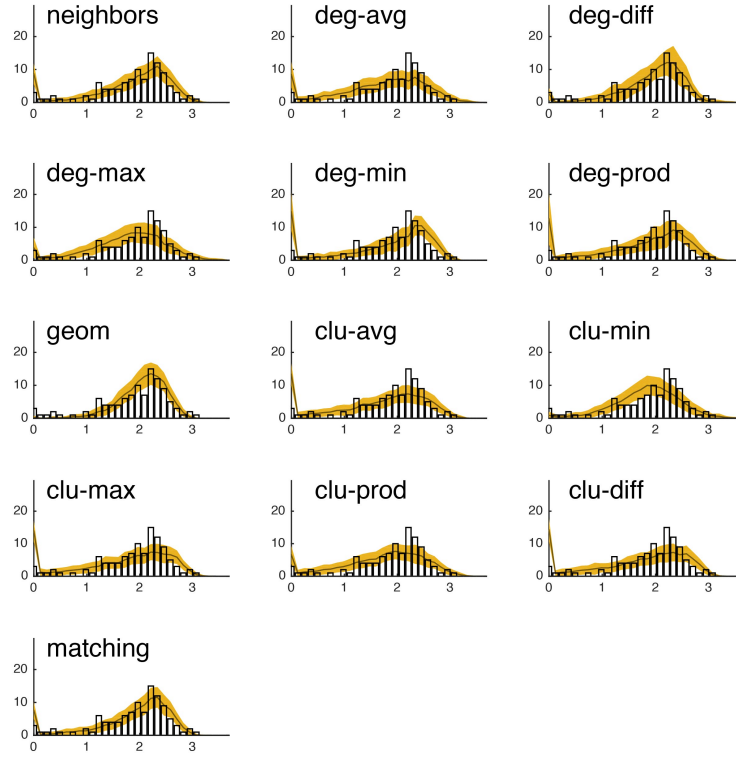 neighbors deg-avg deg-diff
20 20 20
10 10 10
0 0 0
0 1 2 3 0 1 2 3 0 1 2 3
deg-max deg-min deg-prod
20 20 20
10 10 10
0 0 0
0 1 2 3 0 1 2 3 0 1 2 3
geom clu-avg clu-min
20 20 20
10 10 10
0 0 0
0 1 2 3 0 1 2 3 0 1 2 3
clu-max clu-prod clu-diff
20 20 20
10 10 10
0 0 0
0 1 2 3 0 1 2 3 0 1 2 3
matching
20
10
0
0 1 2 3